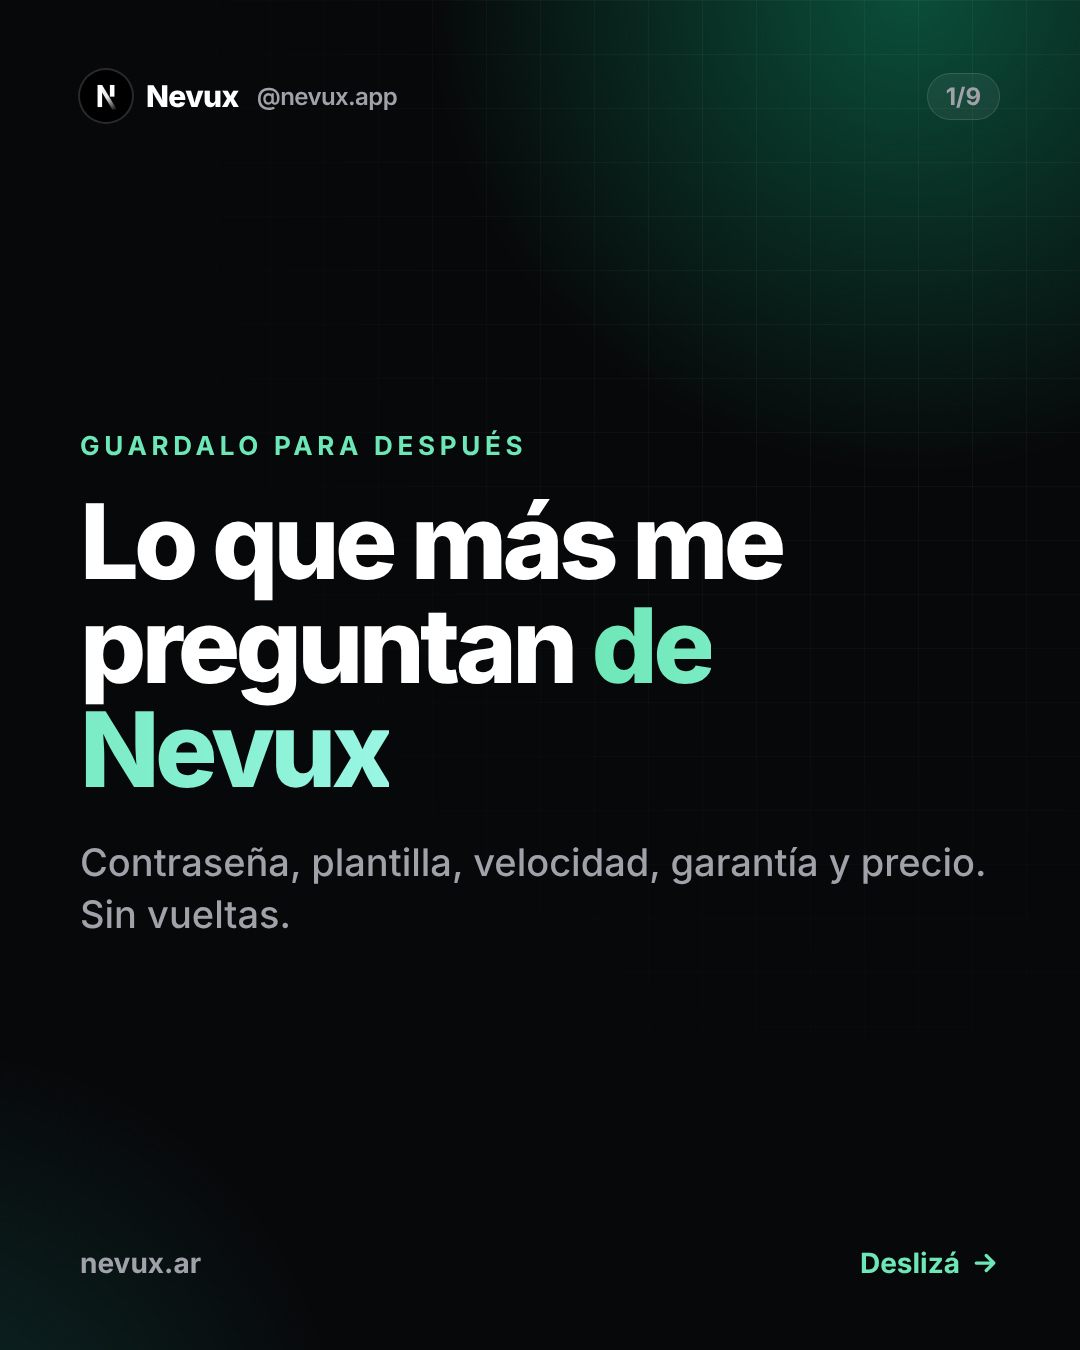 N Nevux @nevux.app 1/9
GUARDALO PARA DESPUÉS
Lo que más me
preguntan de
Nevux
Contraseña, plantilla, velocidad, garantía y precio.
Sin vueltas.
nevux.ar Deslizá →